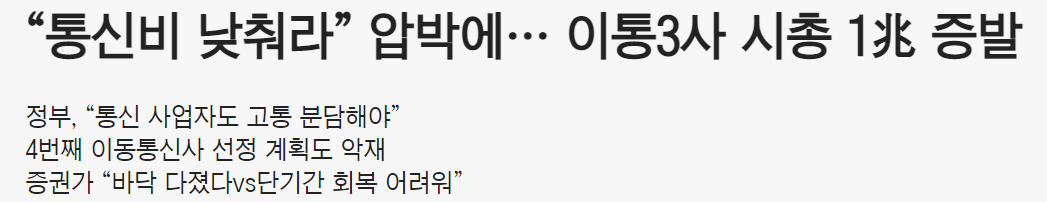 “통신비 낮춰라” 압박에… 이통3사 시총 1兆 증발
정부, “통신 사업자도 고통 분담해야”
4번째 이동통신사 선정 계획도 악재
증권가 “바닥 다졌다vs단기간 회복 어려워”